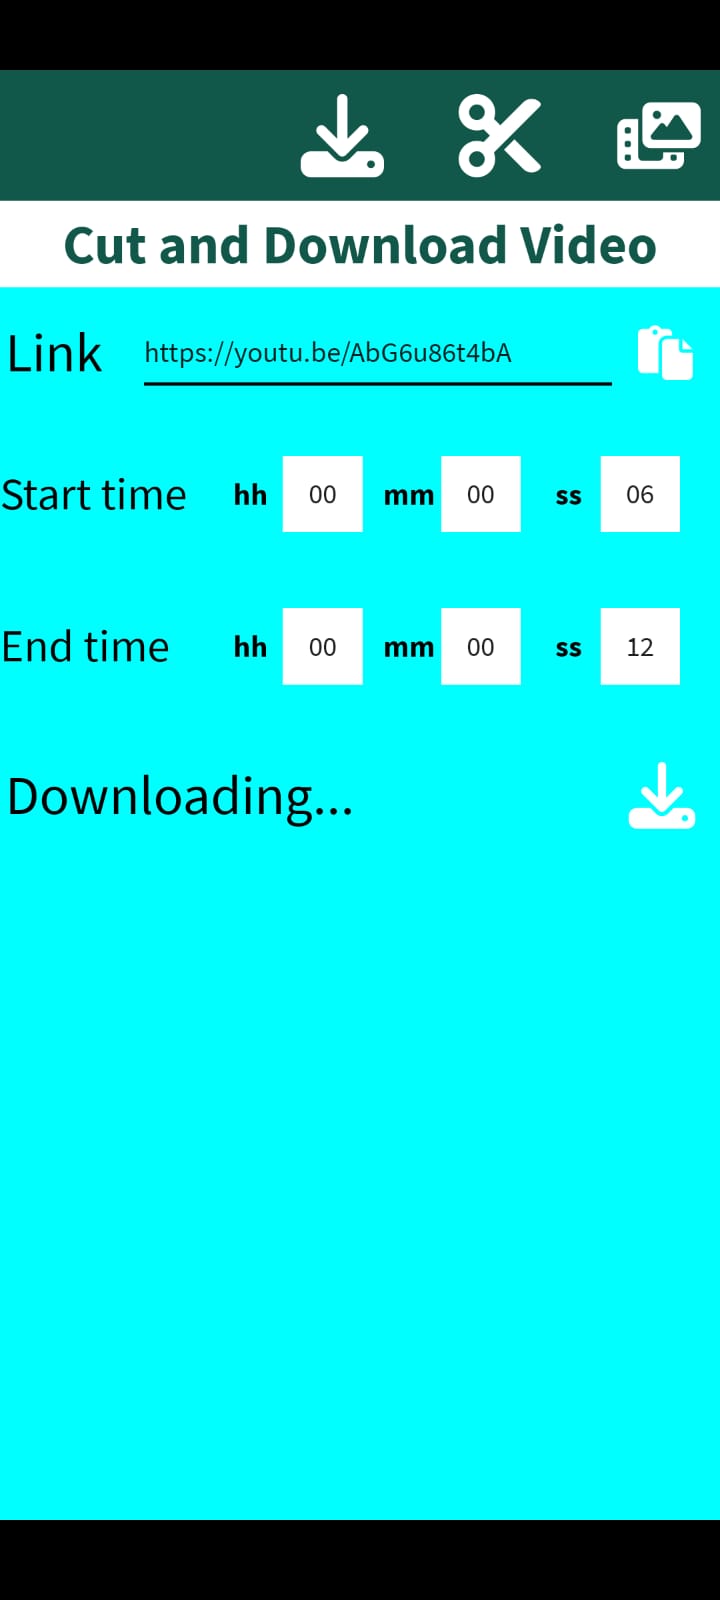 Cut and Download Video
Link https://youtu.be/AbG6u86t4bA
Start time hh 00 mm 00 ss 06
End time hh 00 mm 00 ss 12
Downloading...